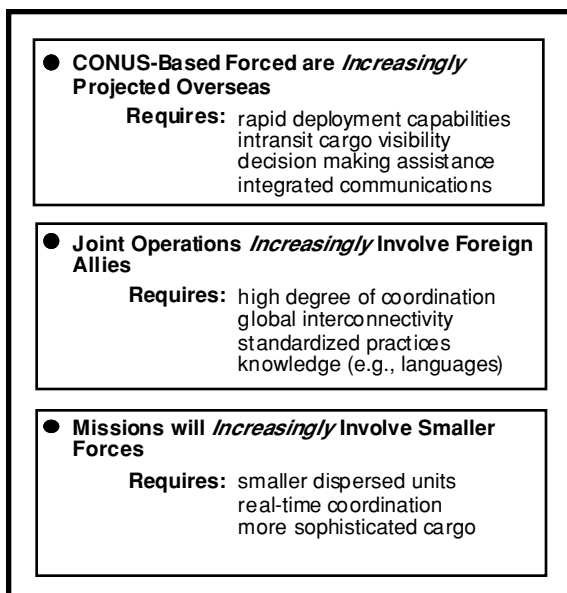 ● CONUS-Based Forced are Increasingly
Projected Overseas
Requires: rapid deployment capabilities
intransit cargo visibility
decision making assistance
integrated communications
● Joint Operations Increasingly Involve Foreign
Allies
Requires: high degree of coordination
global interconnectivity
standardized practices
knowledge (e.g., languages)
● Missions will Increasingly Involve Smaller
Forces
Requires: smaller dispersed units
real-time coordination
more sophisticated cargo